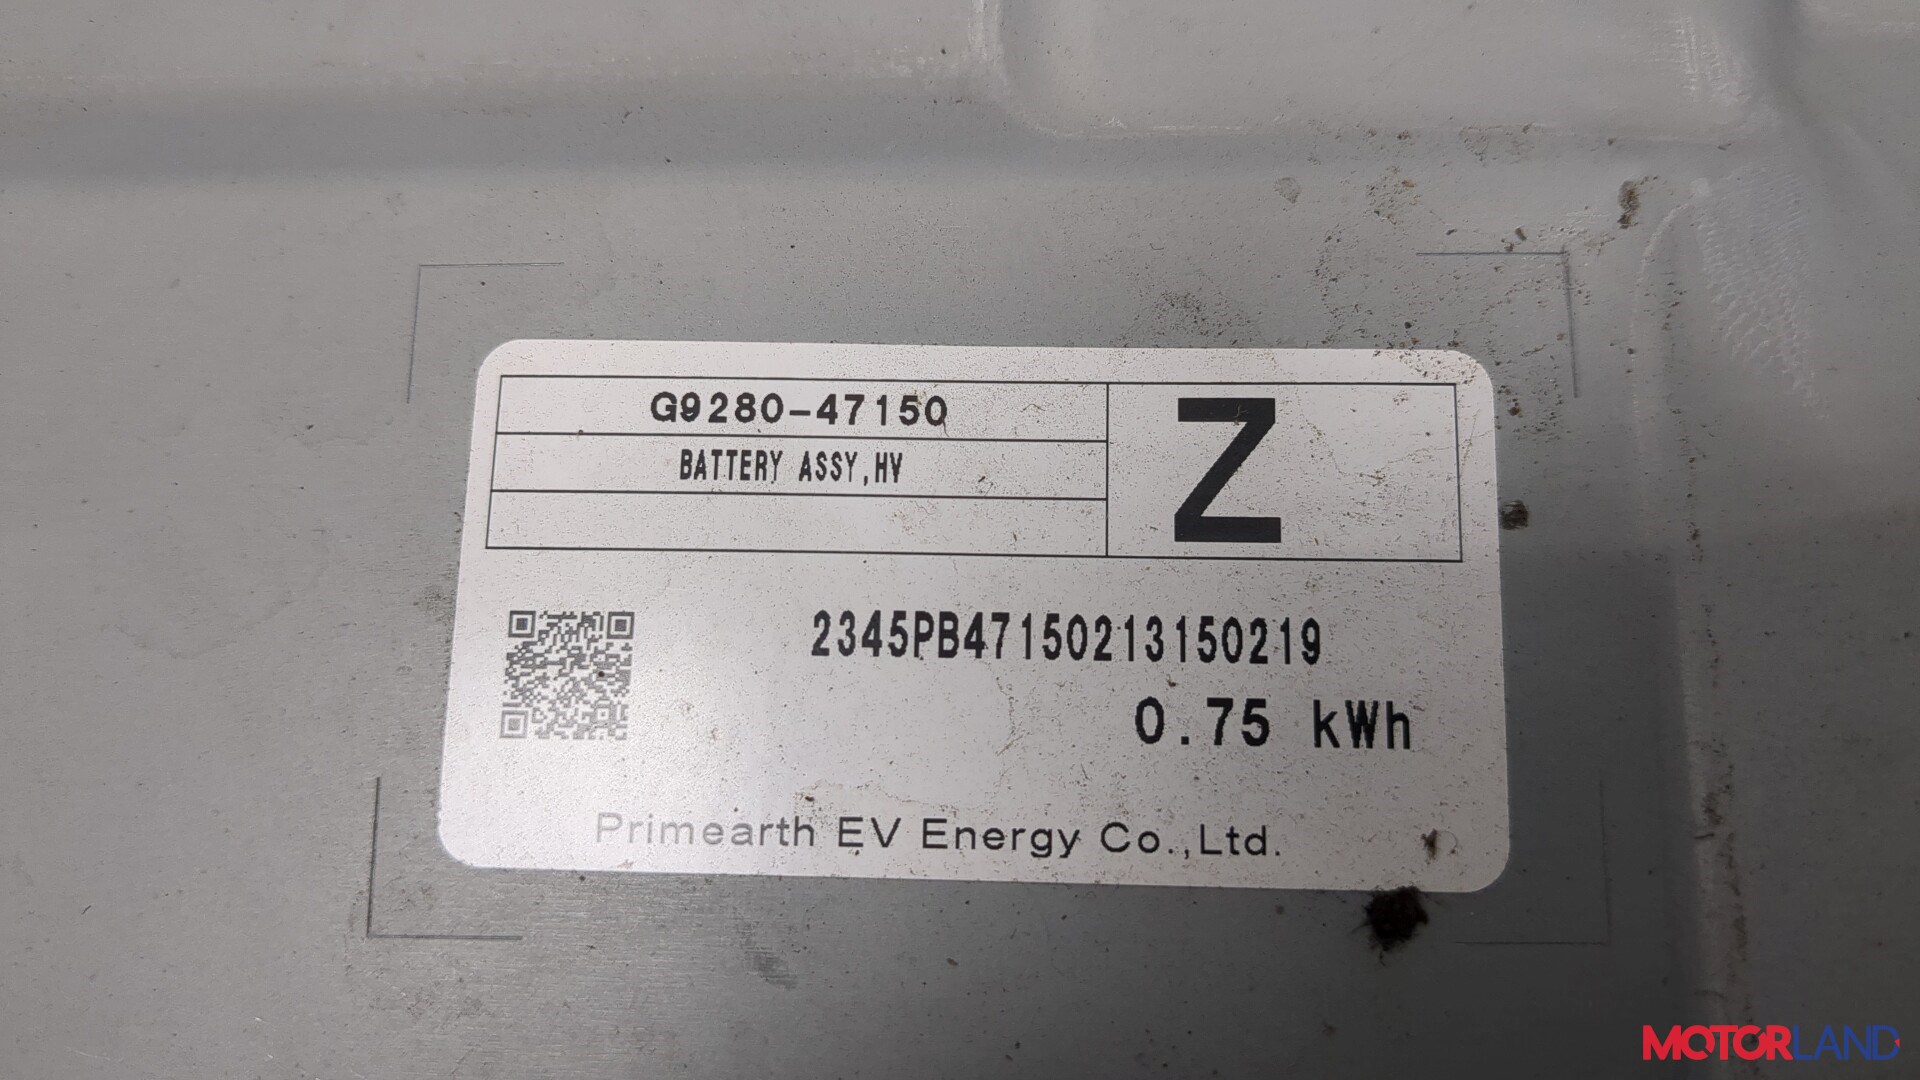 G9280-47150
BATTERY ASSY,HV
Z
2345PB47150213150219
0.75 kWh
Primearth EV Energy Co.,Ltd.
MOTORLAND